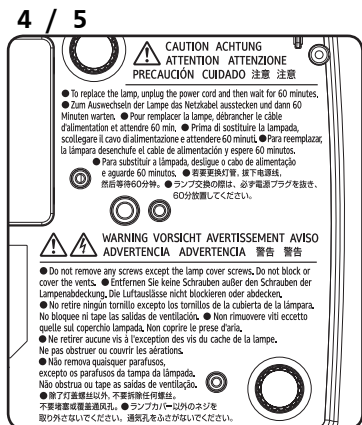 4 / 5
CAUTION ACHTUNG
ATTENTION ATTENZIONE
PRECAUCIÓN CUIDADO 注意 注意
● To replace the lamp, unplug the power cord and then wait for 60 minutes.
● Zum Auswechseln der Lampe das Netzkabel ausstecken und dann 60
Minuten warten. ● Pour remplacer la lampe, débrancher le câble
d'alimentation et attendre 60 min. ● Prima di sostituire la lampada,
scollegare il cavo di alimentazione e attendere 60 minuti. ● Para reemplazar,
la lámpara desenchufe el cable de alimentación y espere 60 minutos.
● Para substituir a lâmpada, desligue o cabo de alimentação
e aguarde 60 minutos. ● 若要更换灯管, 拔下电源线,
然后等待60分钟。 ● ランプ交換の際は、必ず電源プラグを抜き、
60分放置してください。
WARNING VORSICHT AVERTISSEMENT AVISO
ADVERTENCIA ADVERTENCIA 警告 警告
● Do not remove any screws except the lamp cover screws. Do not block or
cover the vents. ● Entfernen Sie keine Schrauben außer den Schrauben der
Lampenabdeckung. Die Luftauslässe nicht blockieren oder abdecken.
● No retire ningún tornillo excepto los tornillos de la cubierta de la lámpara.
No bloquee ni tape las salidas de ventilación. ● Non rimuovere viti eccetto
quelle sul coperchio lampada. Non coprire le prese d'aria.
● Ne retirer aucune vis à l'exception des vis du cache de la lampe.
Ne pas obstruer ou couvrir les aérations.
● Não remova quaisquer parafusos,
excepto os parafusos da tampa da lâmpada.
Não obstrua ou tape as saídas de ventilação.
● 除了灯盖螺丝以外, 不要拆除任何螺丝。
不要堵塞或覆盖通风孔。 ● ランプカバー以外のネジを
取り外さないでください。通気孔をふさがないでください。